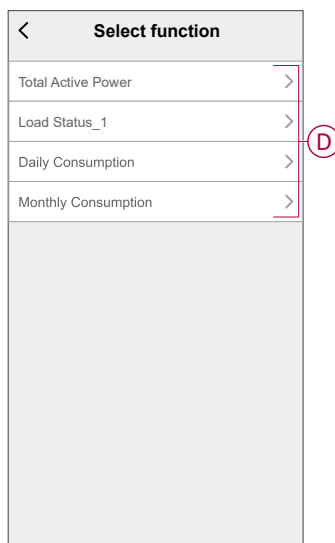 Select function
Total Active Power
Load Status_1
Daily Consumption
Monthly Consumption
D